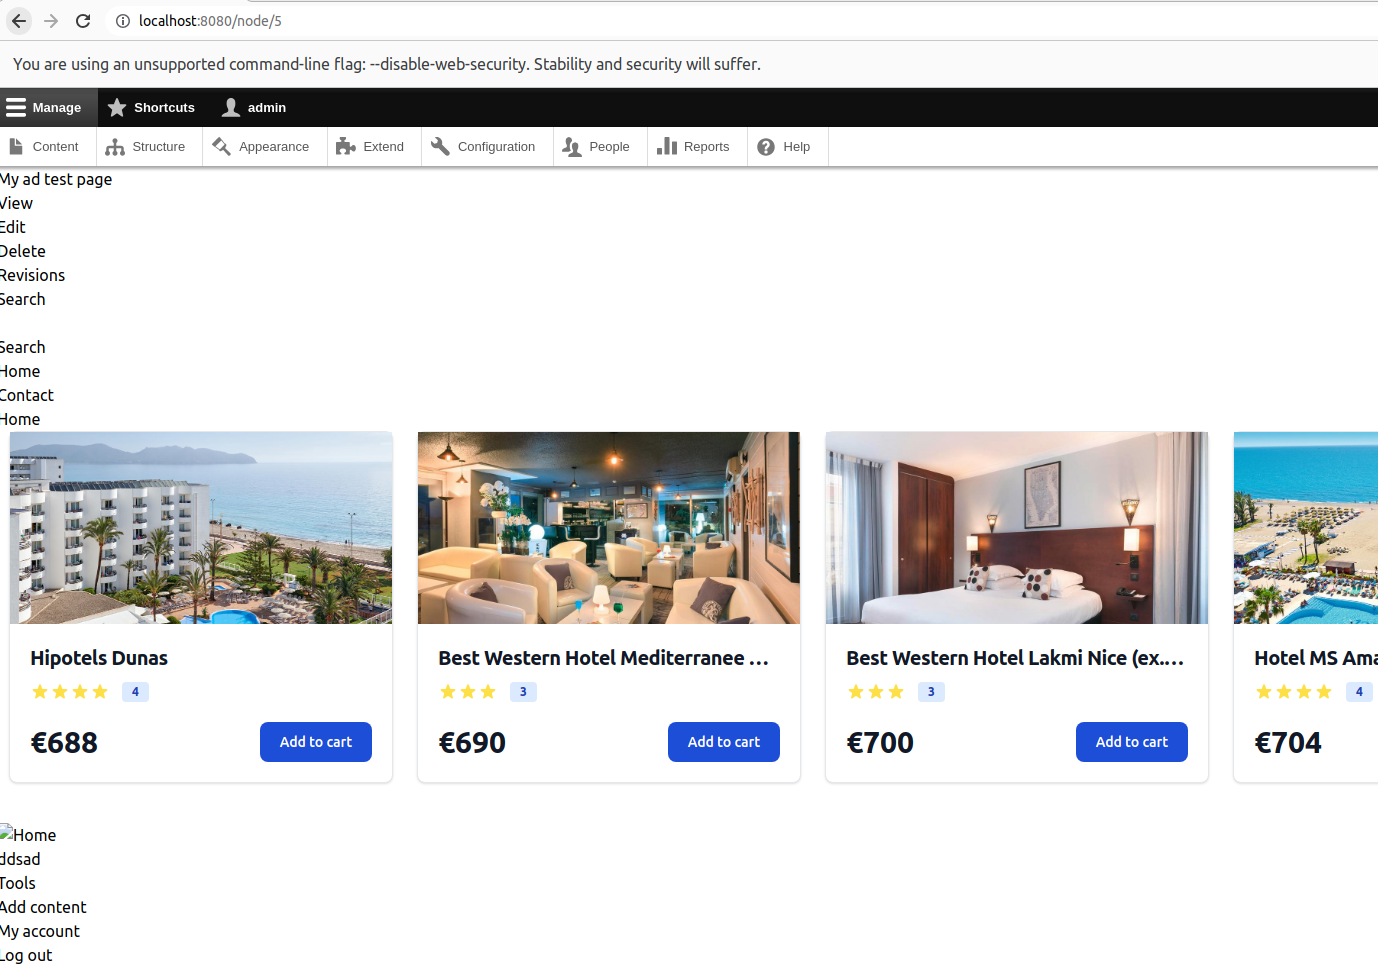 localhost:8080/node/5
You are using an unsupported command-line flag: --disable-web-security. Stability and security will suffer.
Manage Shortcuts admin
Content Structure Appearance Extend Configuration People Reports Help
My ad test page
View
Edit
Delete
Revisions
Search
Search
Home
Contact
Home
Hipotels Dunas
4
€688 Add to cart
Best Western Hotel Mediterranee ...
3
€690 Add to cart
Best Western Hotel Lakmi Nice (ex....
3
€700 Add to cart
Hotel MS Ama
4
€704
Home
ddsad
Tools
Add content
My account
Log out